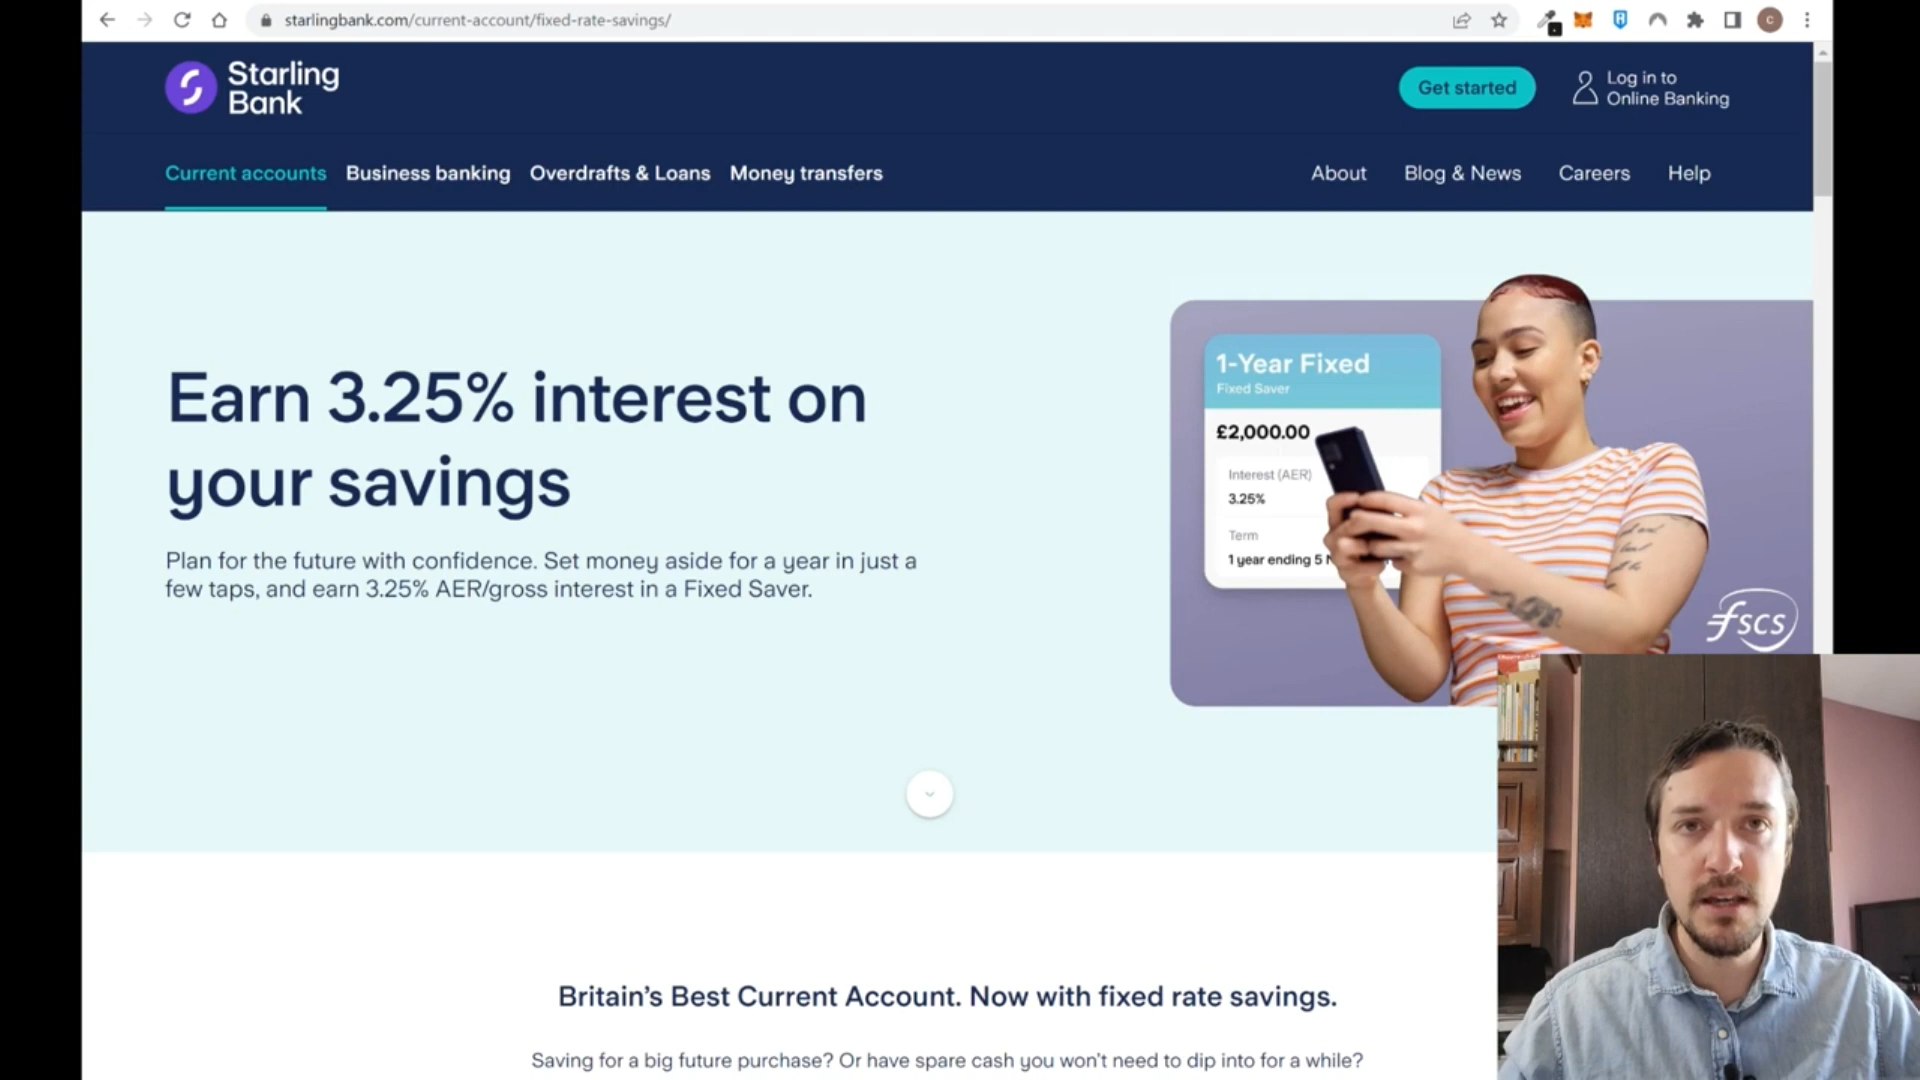 starlingbank.com/current-account/fixed-rate-savings/
Starling
Bank
Get started
Log in to
Online Banking
Current accounts
Business banking
Overdrafts & Loans
Money transfers
About
Blog & News
Careers
Help
Earn 3.25% interest on
your savings
Plan for the future with confidence. Set money aside for a year in just a
few taps, and earn 3.25% AER/gross interest in a Fixed Saver.
1-Year Fixed
Fixed Saver
£2,000.00
Interest (AER)
3.25%
Term
1 year ending 5
FSCS
Britain's Best Current Account. Now with fixed rate savings.
Saving for a big future purchase? Or have spare cash you won't need to dip into for a while?